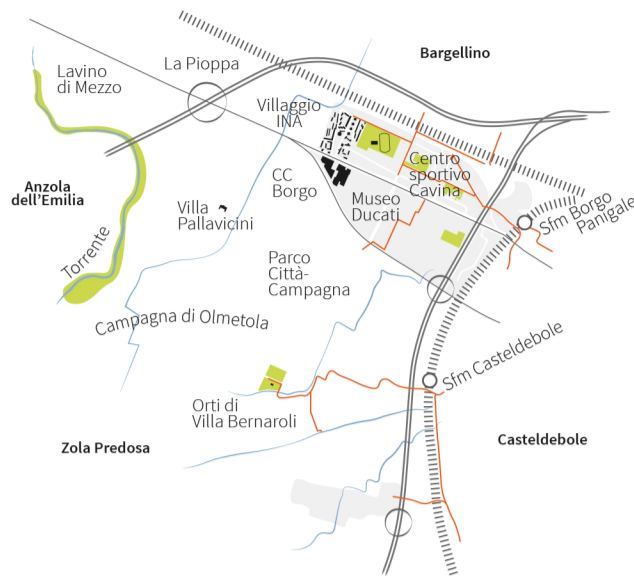 Bargellino
La Pioppa
Lavino
di Mezzo
Villaggio
INA
Centro
sportivo
Cavina
CC
Borgo
Anzola
dell'Emilia
Museo
Ducati
Villa
Pallavicini
Sfm Borgo
Panigale
Torrente
Parco
Città-
Campagna
Campagna di Olmetola
Sfm Casteldebole
Orti di
Villa Bernaroli
Zola Predosa
Casteldebole